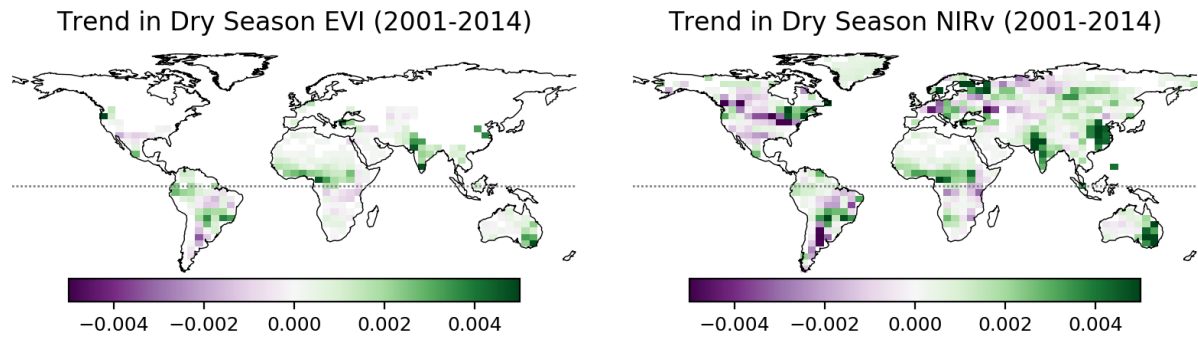 Trend in Dry Season EVI (2001-2014)
Trend in Dry Season NIRv (2001-2014)
−0.004 −0.002 0.000 0.002 0.004
−0.004 −0.002 0.000 0.002 0.004